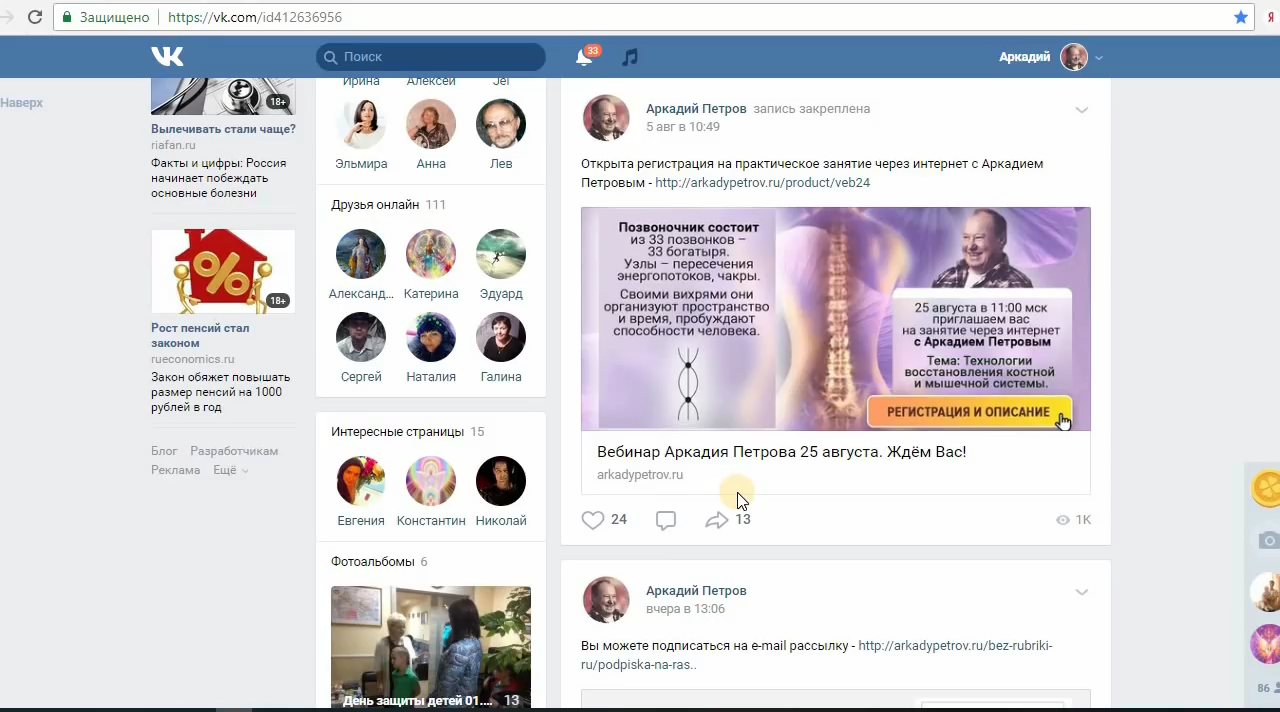 Защищено
https://vk.com/id412636956
Поиск
33
Аркадий
Наверх
18+
Вылечивать стали чаще?
riafan.ru
Факты и цифры: Россия
начинает побеждать
основные болезни
18+
Рост пенсий стал
законом
rueconomics.ru
Закон обяжет повышать
размер пенсий на 1000
рублей в год
Блог Разработчикам
Реклама Ещё
Ирина Алексей
Эльмира Анна Лев
Друзья онлайн 111
Александ... Катерина Эдуард
Сергей Наталия Галина
Интересные страницы 15
Евгения Константин Николай
Фотоальбомы 6
День защиты детей 01.... 13
Аркадий Петров запись закреплена
5 авг в 10:49
Открыта регистрация на практическое занятие через интернет с Аркадием
Петровым - http://arkadypetrov.ru/product/veb24
Позвоночник состоит
из 33 позвонков –
33 богатыря.
Узлы – пересечения
энергопотоков, чакры.
Своими вихрями они
организуют пространство
и время, пробуждают
способности человека.
25 августа в 11:00 мск
приглашаем вас
на занятие через интернет
с Аркадием Петровым
Тема: Технологии
восстановления костной
и мышечной системы.
РЕГИСТРАЦИЯ И ОПИСАНИЕ
Вебинар Аркадия Петрова 25 августа. Ждём Вас!
arkadypetrov.ru
24
13
1K
Аркадий Петров
вчера в 13:06
Вы можете подписаться на e-mail рассылку - http://arkadypetrov.ru/bez-rubriki-
ru/podpiska-na-ras..
86